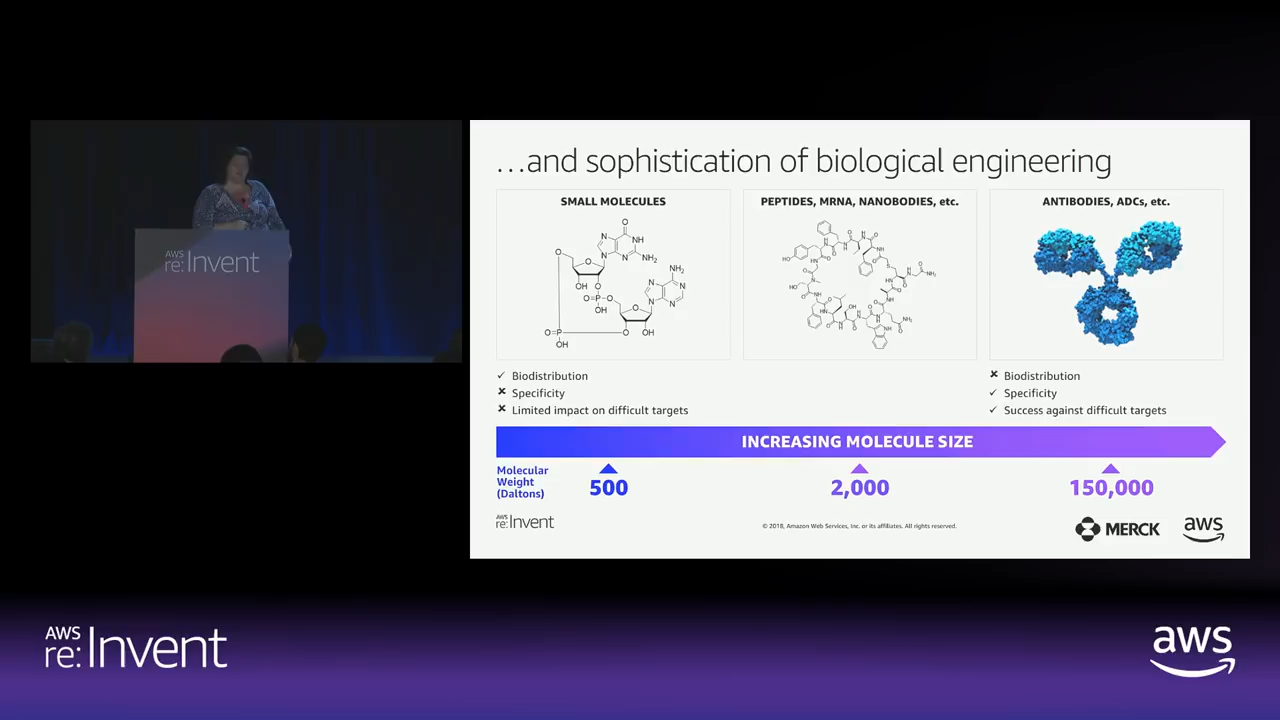 AWS
re:Invent
...and sophistication of biological engineering
SMALL MOLECULES
PEPTIDES, MRNA, NANOBODIES, etc.
ANTIBODIES, ADCs, etc.
✓ Biodistribution
✗ Specificity
✗ Limited impact on difficult targets
✗ Biodistribution
✓ Specificity
✓ Success against difficult targets
INCREASING MOLECULE SIZE
Molecular
Weight
(Daltons)
500
2,000
150,000
AWS
re:Invent
© 2018, Amazon Web Services, Inc. or its affiliates. All rights reserved.
MERCK
aws
AWS
re:Invent
aws